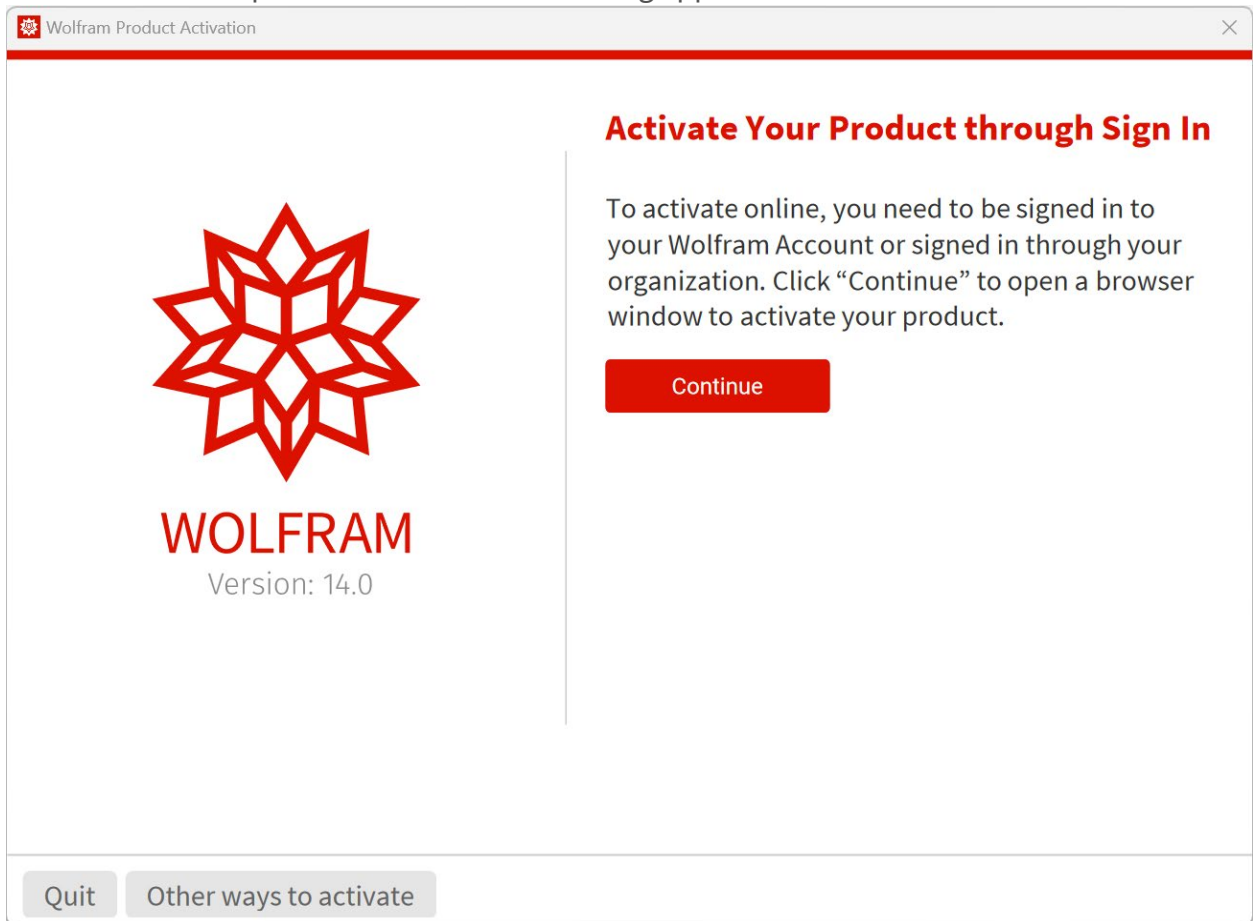 Wolfram Product Activation
Activate Your Product through Sign In
To activate online, you need to be signed in to
your Wolfram Account or signed in through your
organization. Click “Continue” to open a browser
window to activate your product.
Continue
WOLFRAM
Version: 14.0
Quit
Other ways to activate